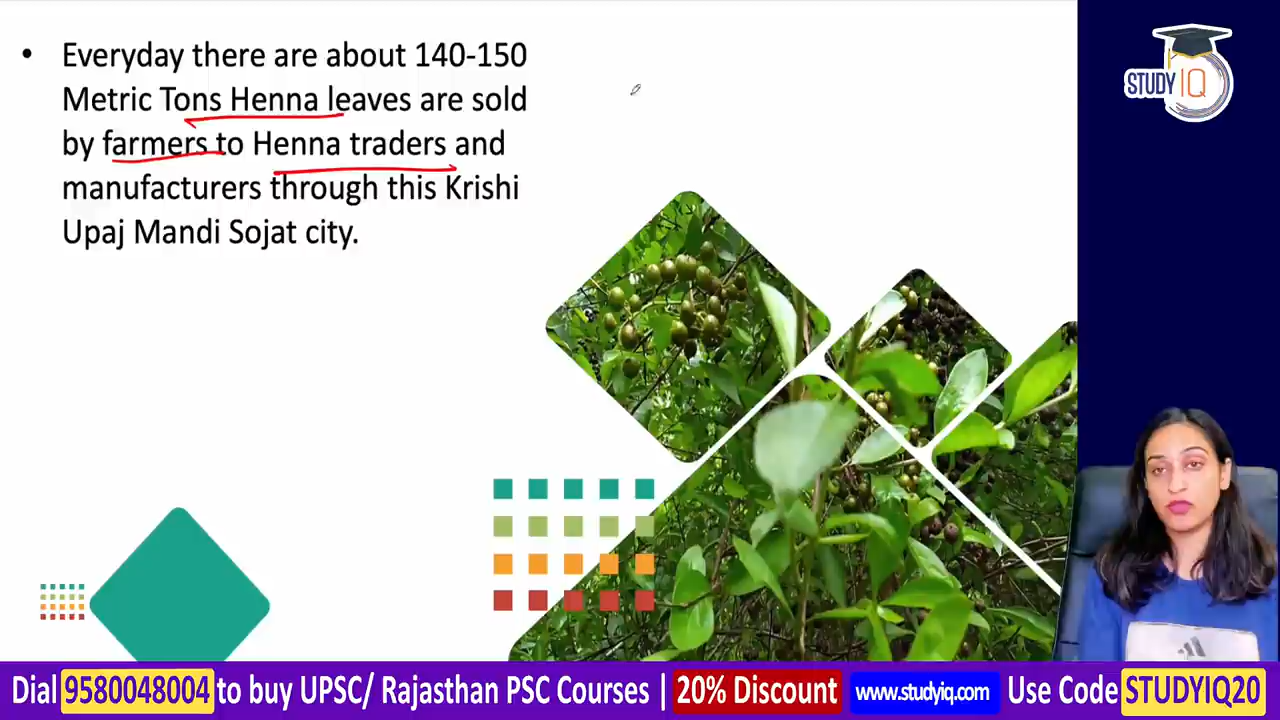 • Everyday there are about 140-150
Metric Tons Henna leaves are sold
by farmers to Henna traders and
manufacturers through this Krishi
Upaj Mandi Sojat city.
STUDY IQ
Dial 9580048004 to buy UPSC/ Rajasthan PSC Courses | 20% Discount www.studyiq.com Use Code STUDYIQ20